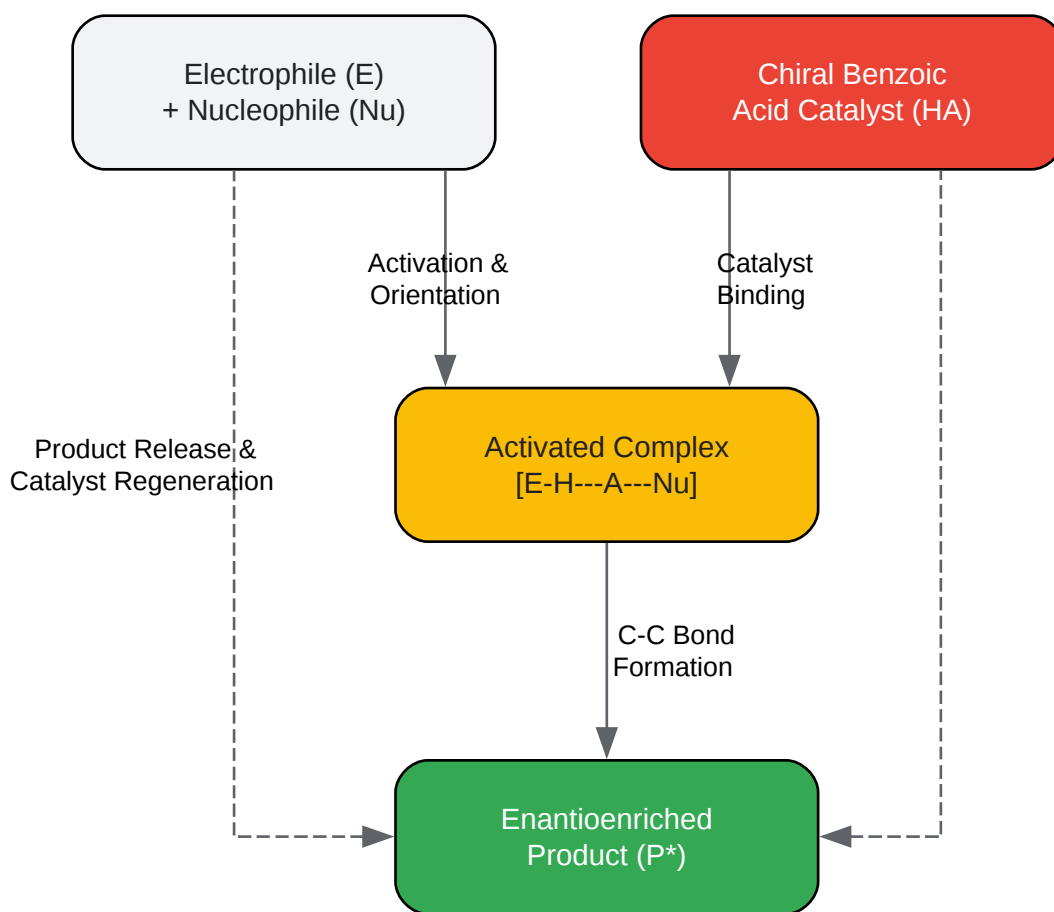 Electrophile (E)
+ Nucleophile (Nu)
Chiral Benzoic
Acid Catalyst (HA)
Activation &
Orientation
Catalyst
Binding
Product Release &
Catalyst Regeneration
Activated Complex
[E-H---A---Nu]
C-C Bond
Formation
Enantioenriched
Product (P*)